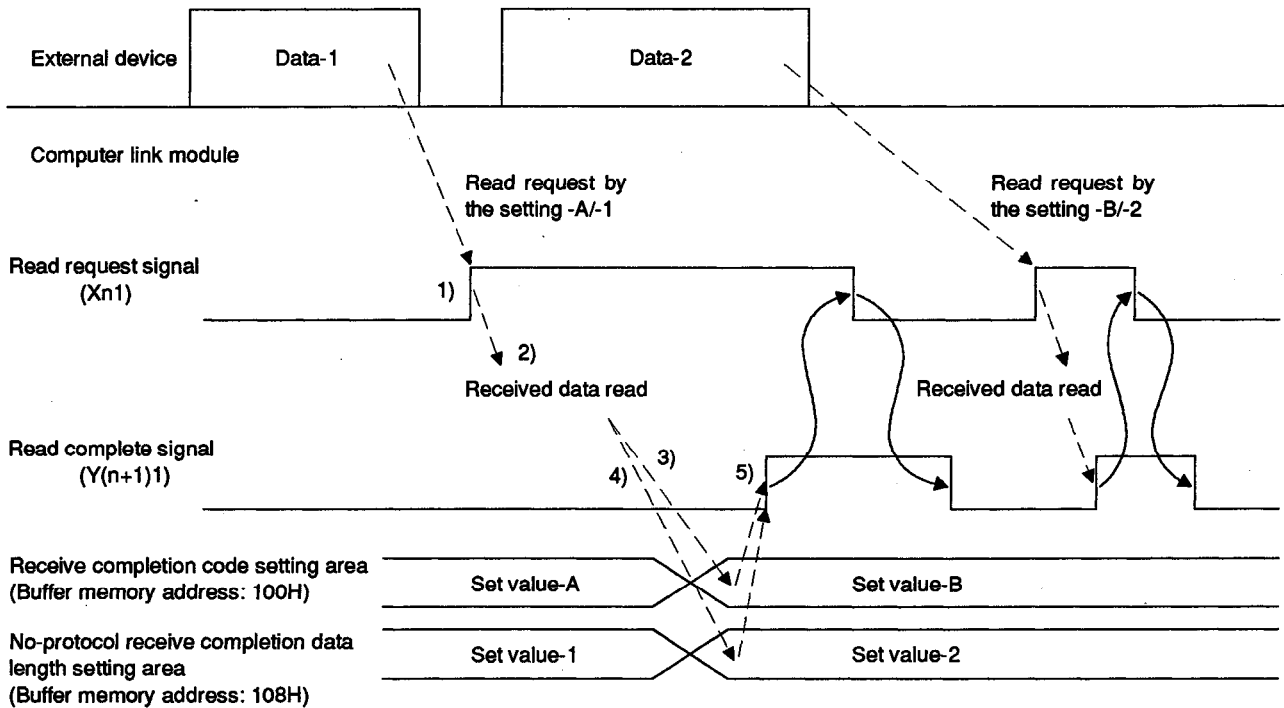 External device
Data-1
Data-2
Computer link module
Read request by
the setting -A/-1
Read request by
the setting -B/-2
Read request signal
(Xn1)
1)
2)
Received data read
Received data read
Read complete signal
(Y(n+1)1)
3)
4)
5)
Receive completion code setting area
(Buffer memory address: 100H)
Set value-A
Set value-B
No-protocol receive completion data
length setting area
(Buffer memory address: 108H)
Set value-1
Set value-2